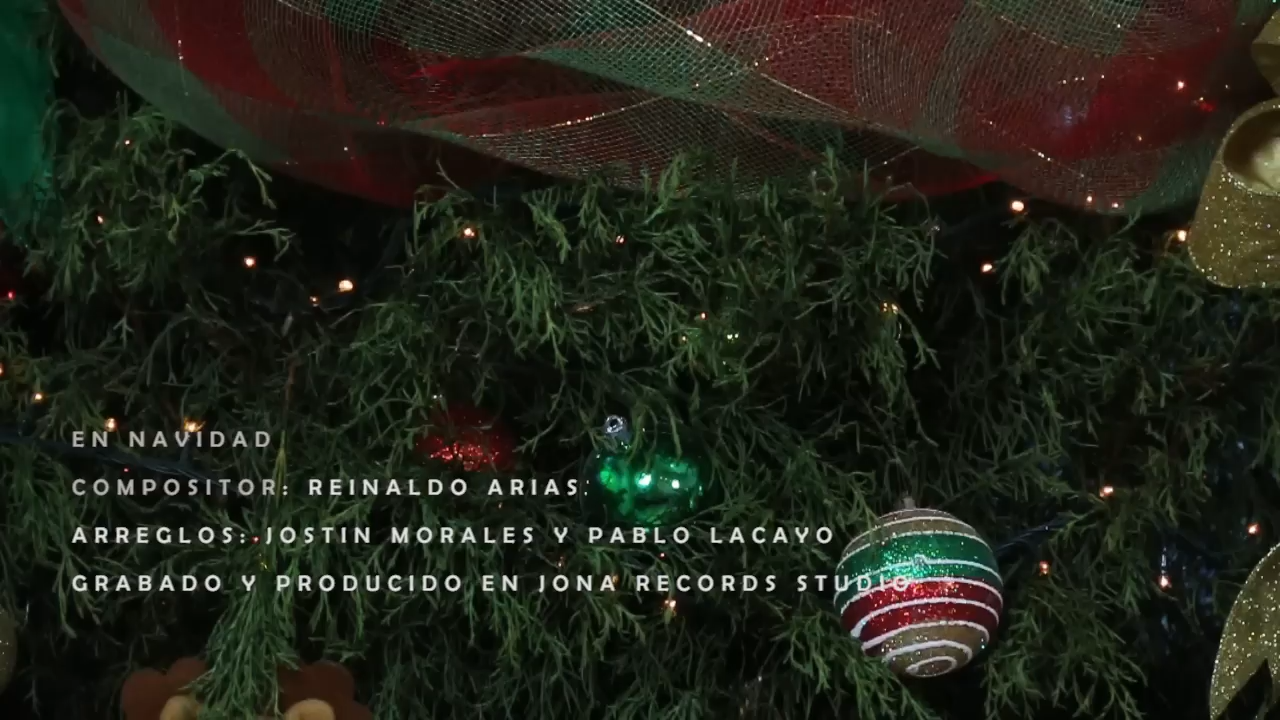 EN NAVIDAD
COMPOSITOR: REINALDO ARIAS:
ARREGLOS: JOSTIN MORALES Y PABLO LACAYO
GRABADO Y PRODUCIDO EN JONA RECORDS STUDIO